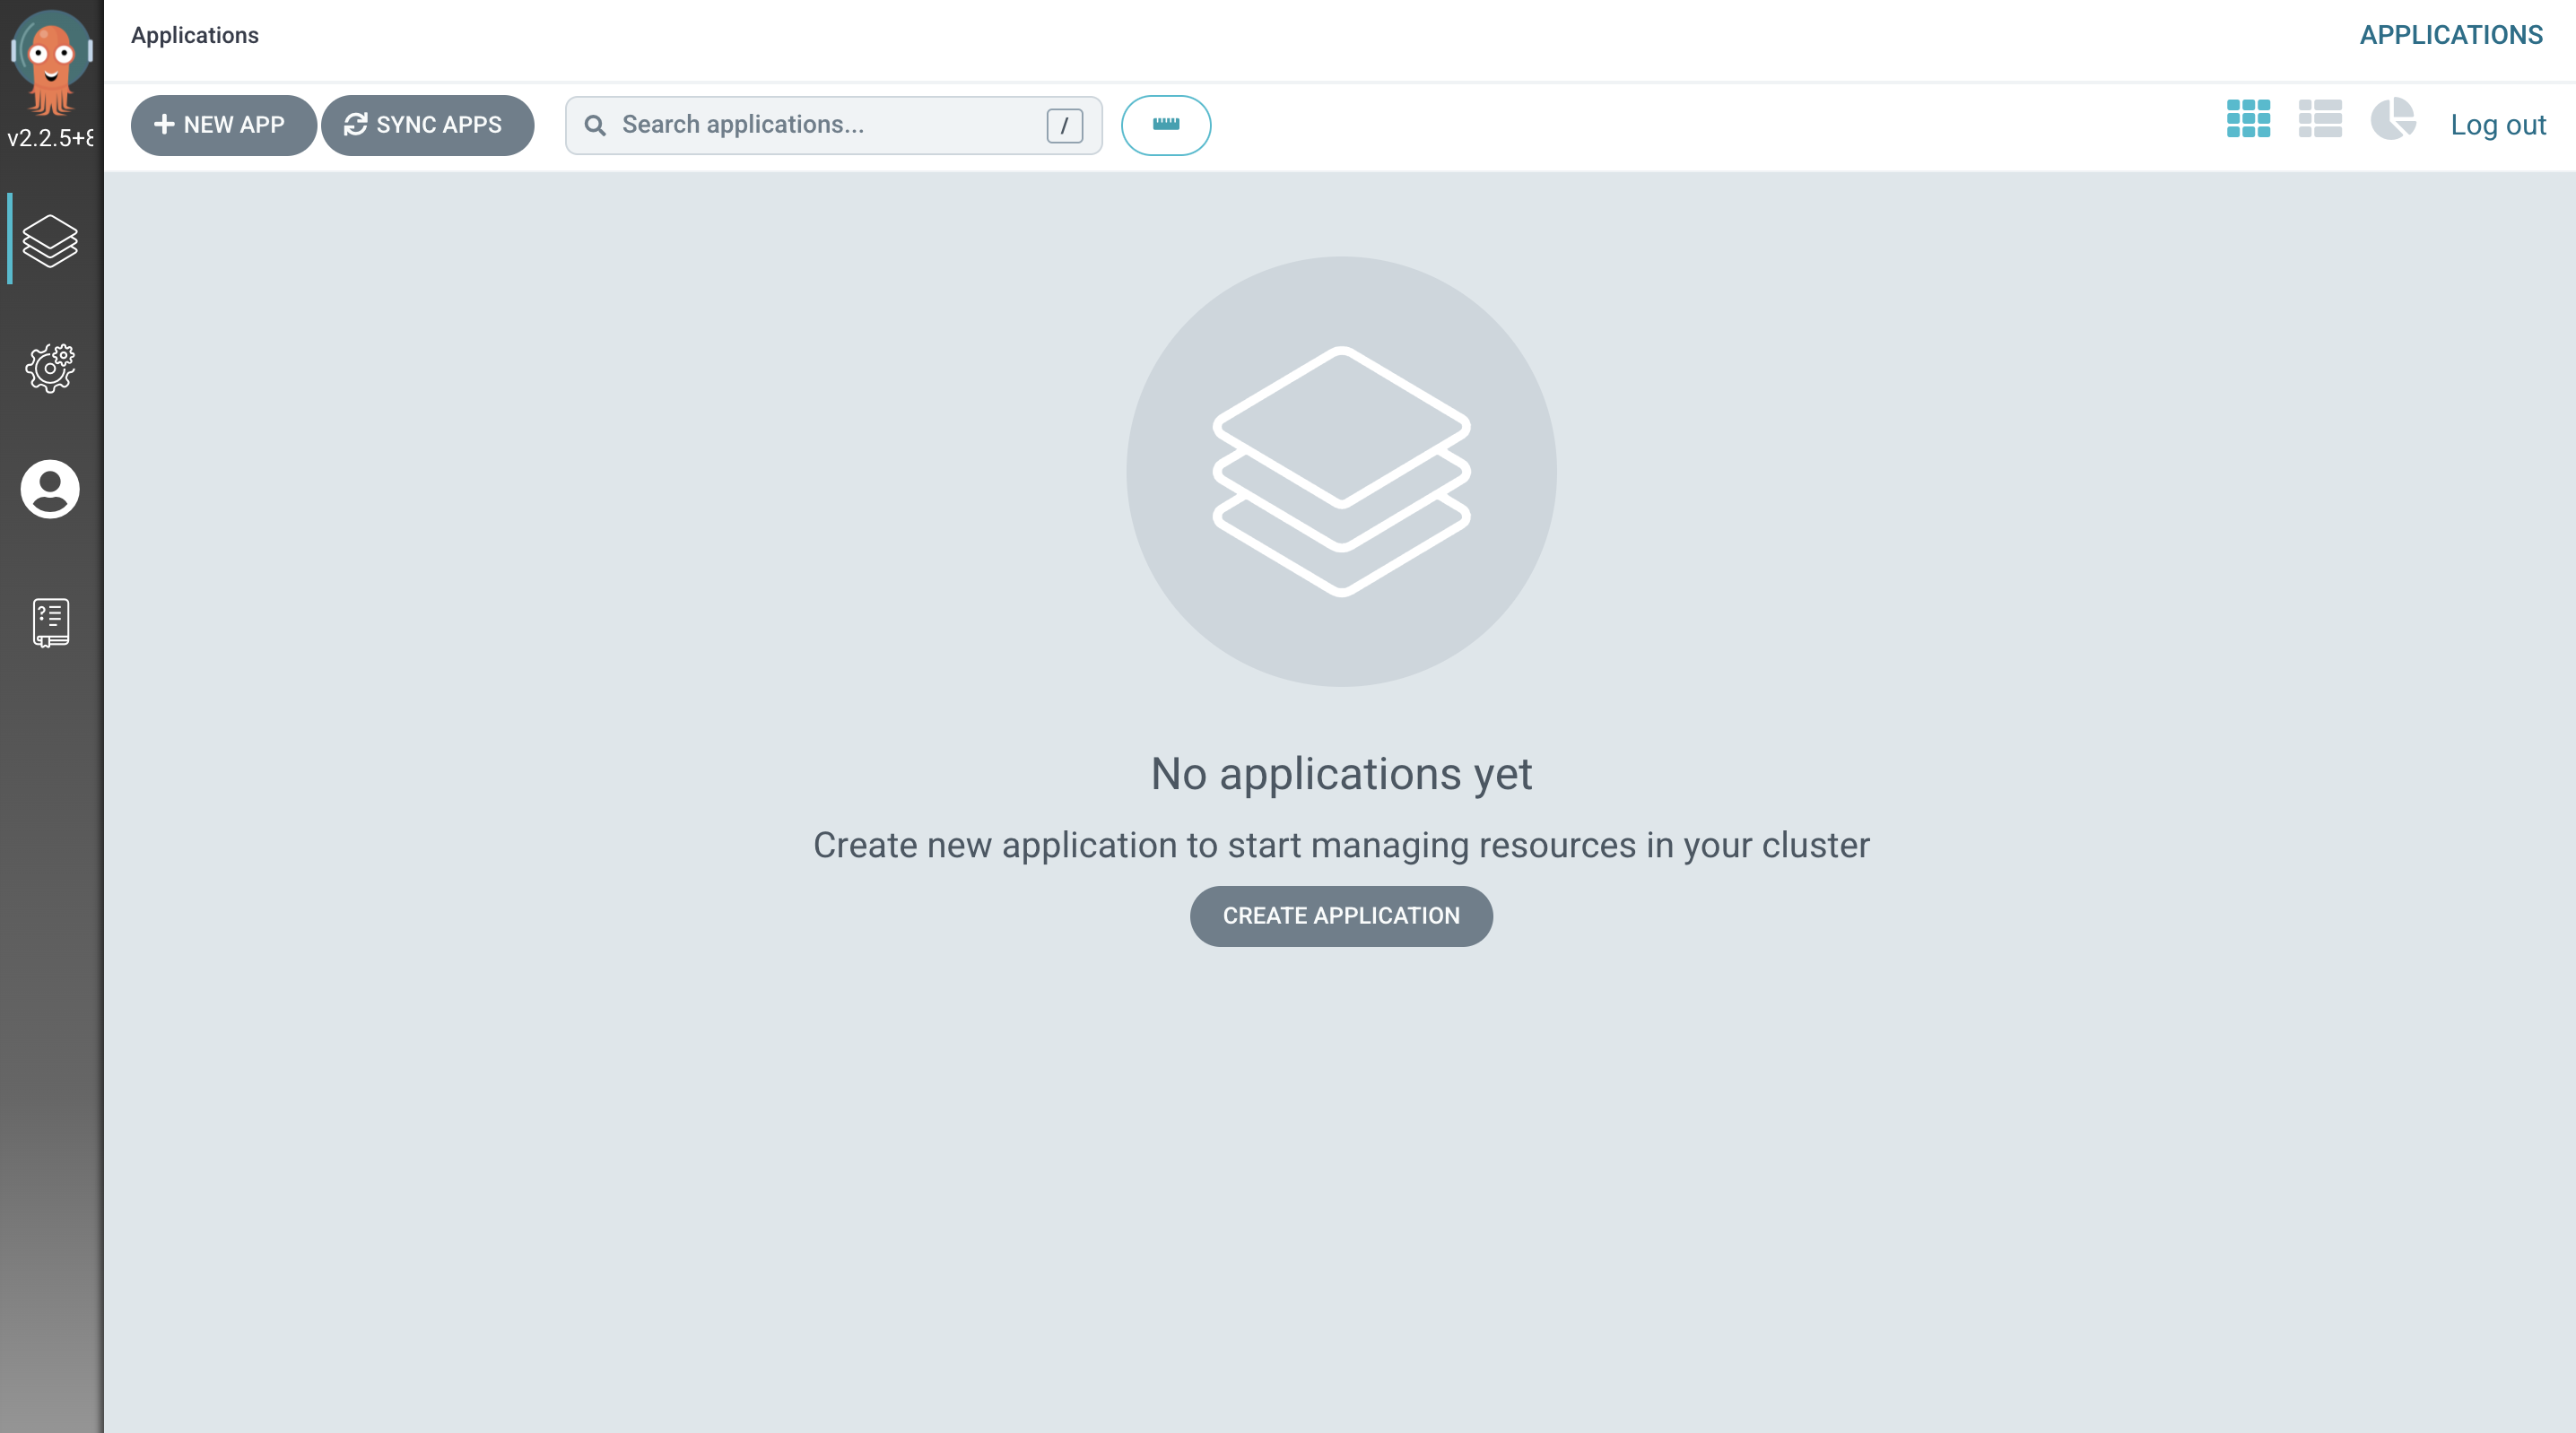 Applications
APPLICATIONS
v2.2.5+8
NEW APP
SYNC APPS
Search applications...
/
Log out
No applications yet
Create new application to start managing resources in your cluster
CREATE APPLICATION